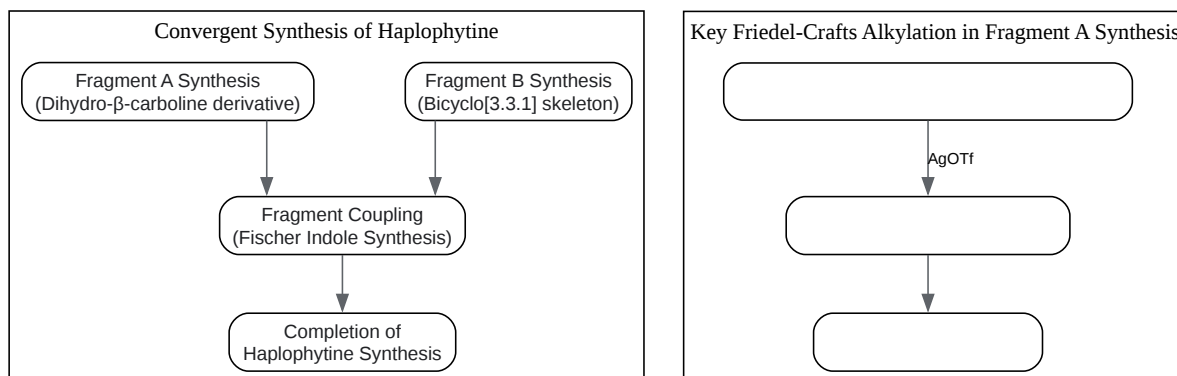 Convergent Synthesis of Haplophytine
Fragment A Synthesis
(Dihydro-β-carboline derivative)
Fragment B Synthesis
(Bicyclo[3.3.1] skeleton)
Fragment Coupling
(Fischer Indole Synthesis)
Completion of
Haplophytine Synthesis
Key Friedel-Crafts Alkylation in Fragment A Synthesis
AgOTf